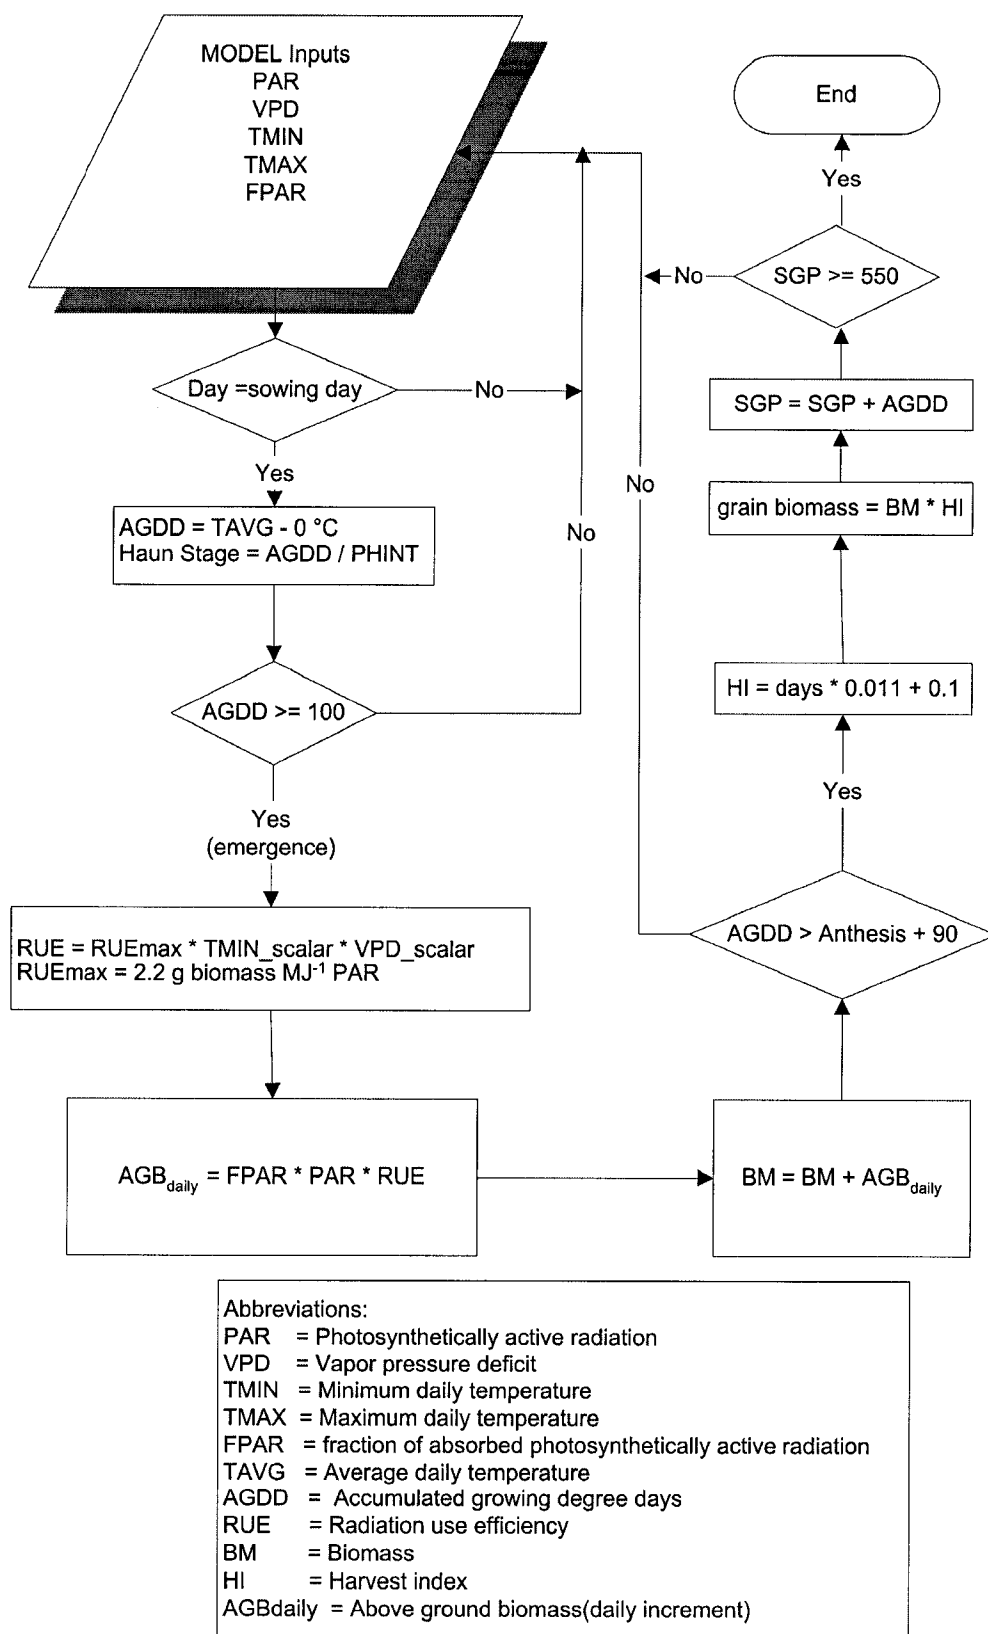 MODEL Inputs
PAR
VPD
TMIN
TMAX
FPAR
Day =sowing day
No
Yes
AGDD = TAVG - 0 °C
Haun Stage = AGDD / PHINT
No
AGDD >= 100
Yes
(emergence)
RUE = RUEmax * TMIN_scalar * VPD_scalar
RUEmax = 2.2 g biomass MJ⁻¹ PAR
AGB_daily = FPAR * PAR * RUE
BM = BM + AGB_daily
AGDD > Anthesis + 90
No
Yes
HI = days * 0.011 + 0.1
grain biomass = BM * HI
SGP = SGP + AGDD
SGP >= 550
No
Yes
End
Abbreviations:
PAR = Photosynthetically active radiation
VPD = Vapor pressure deficit
TMIN = Minimum daily temperature
TMAX = Maximum daily temperature
FPAR = fraction of absorbed photosynthetically active radiation
TAVG = Average daily temperature
AGDD = Accumulated growing degree days
RUE = Radiation use efficiency
BM = Biomass
HI = Harvest index
AGBdaily = Above ground biomass(daily increment)